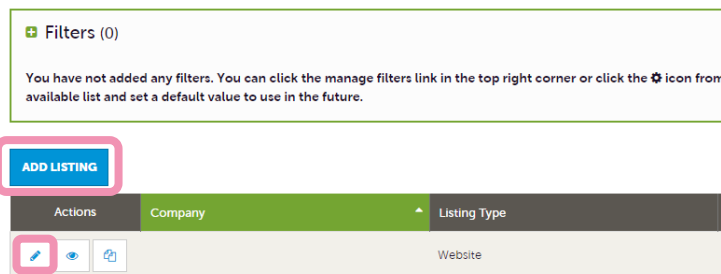 Filters (0)
You have not added any filters. You can click the manage filters link in the top right corner or click the icon from
available list and set a default value to use in the future.
ADD LISTING
Actions Company Listing Type
Website